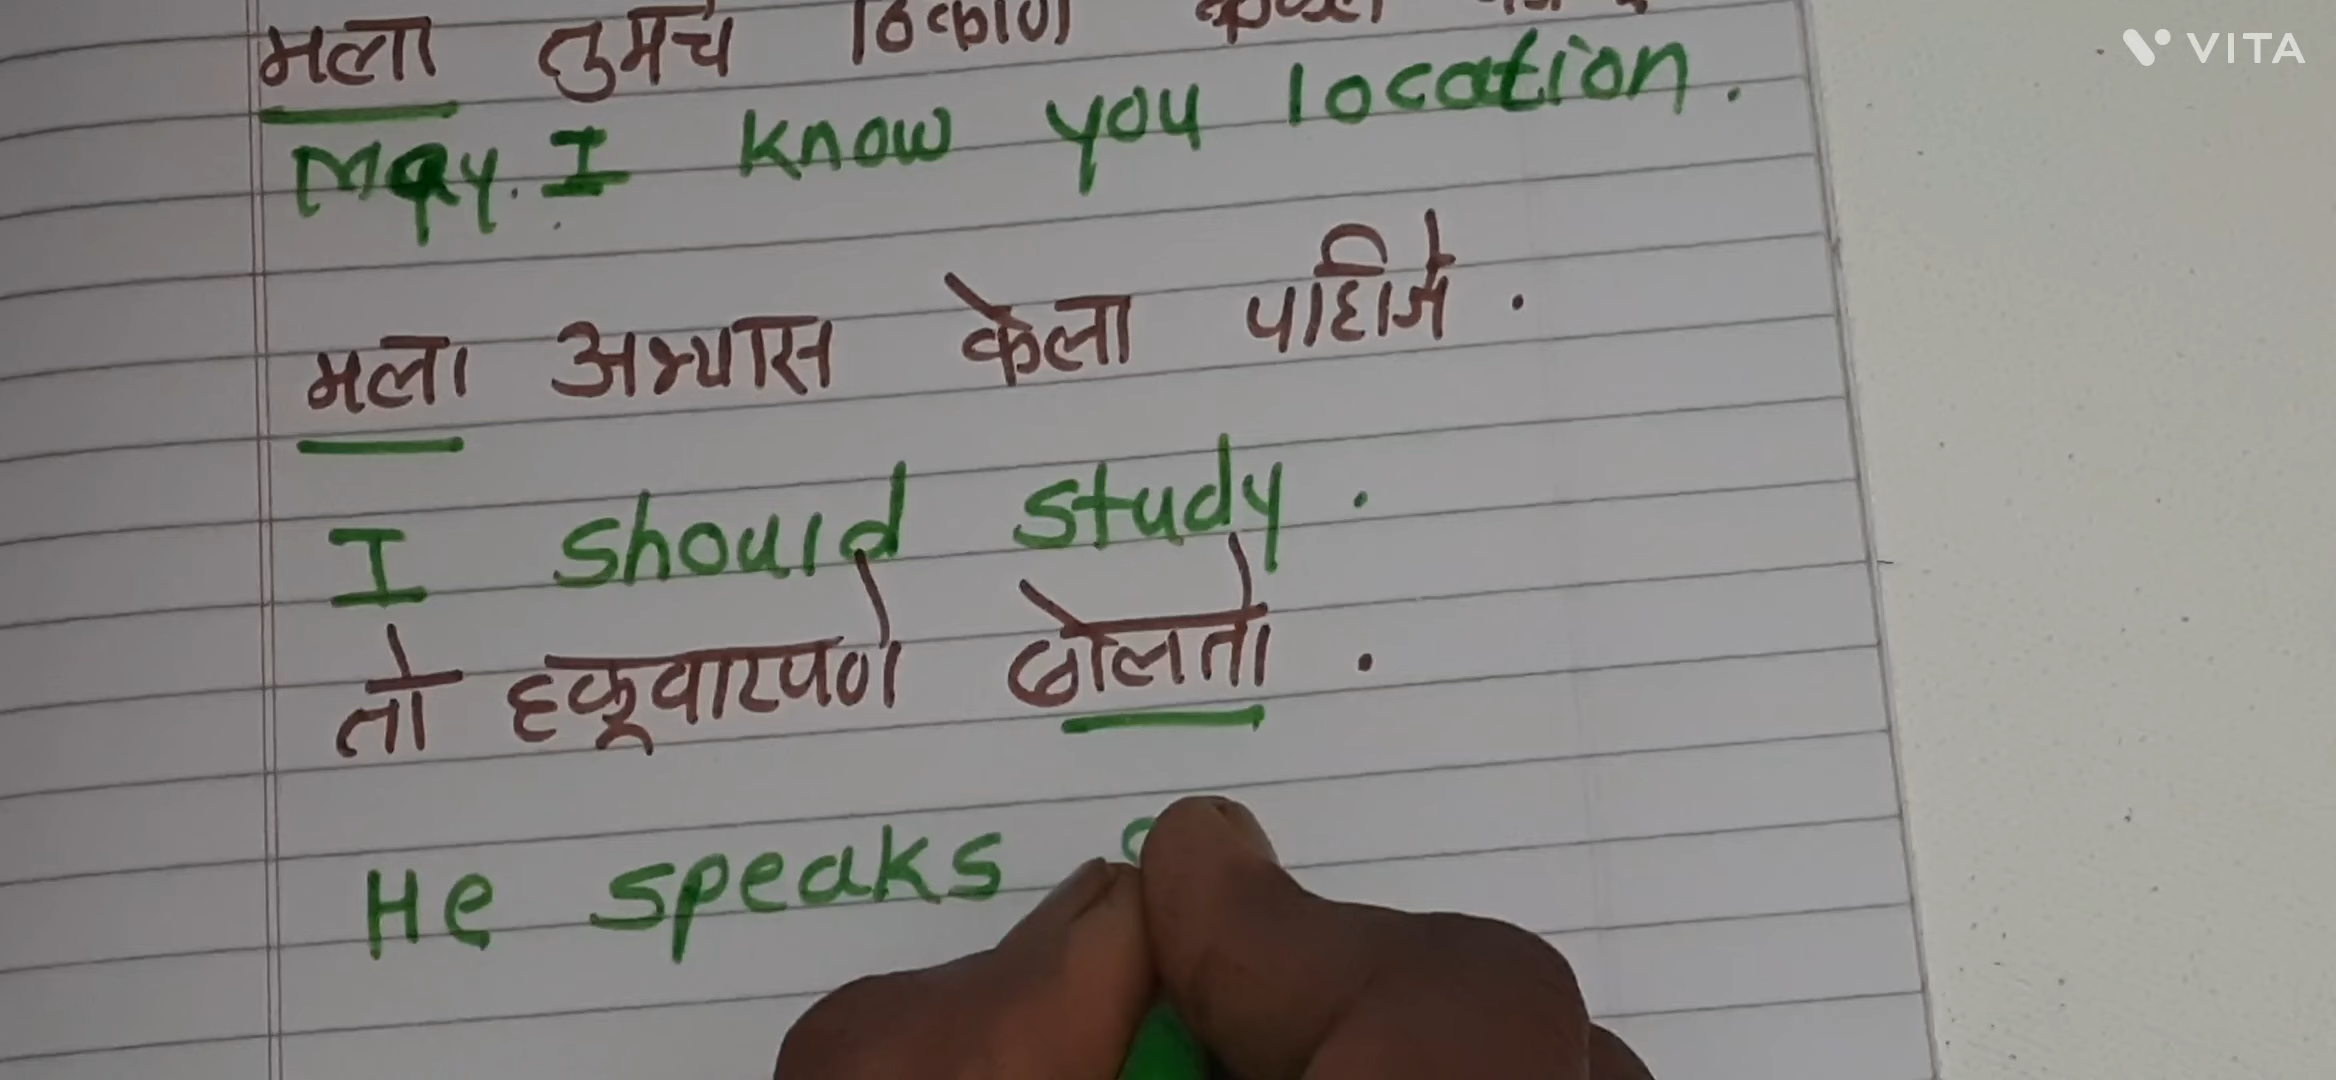 मला तुमचे ठिकाण
May. I know you location.
मला अभ्यास केला पाहिजे.
I should study.
तो हळूवारपणे बोलतो.
He speaks
VITA